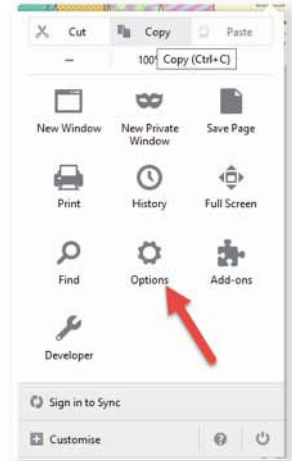 Cut Copy Paste
100% Copy (Ctrl+C)
New Window New Private Window Save Page
Print History Full Screen
Find Options Add-ons
Developer
Sign in to Sync
Customise